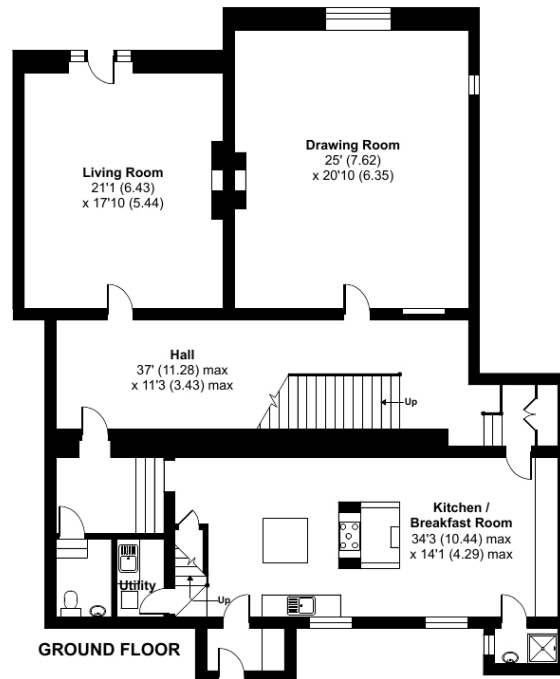 Drawing Room
25' (7.62)
x 20'10 (6.35)
Living Room
21'1 (6.43)
x 17'10 (5.44)
Hall
37' (11.28) max
x 11'3 (3.43) max
Up
Kitchen /
Breakfast Room
34'3 (10.44) max
x 14'1 (4.29) max
Utility
Up
GROUND FLOOR